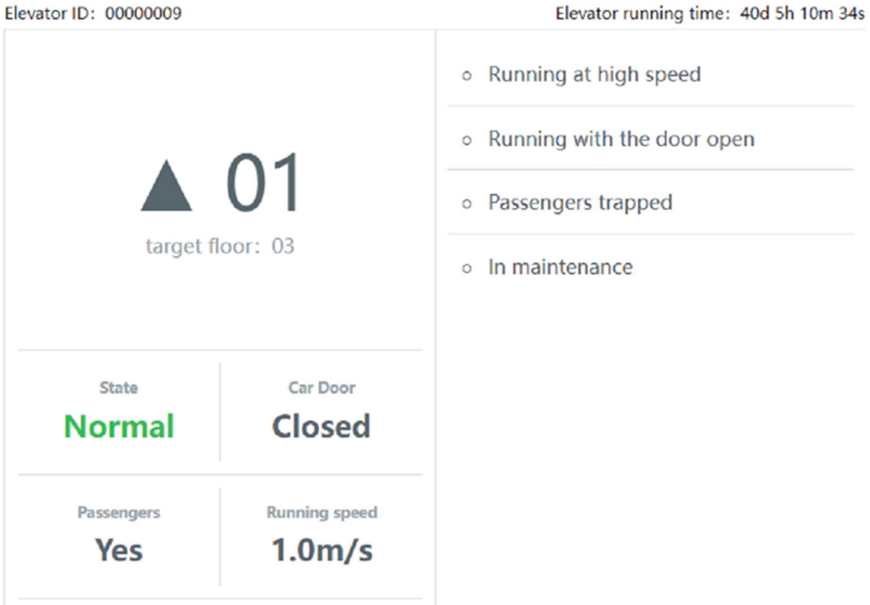 Elevator ID: 00000009
Elevator running time: 40d 5h 10m 34s
▲ 01
target floor: 03
State
Normal
Car Door
Closed
Passengers
Yes
Running speed
1.0m/s
Running at high speed
Running with the door open
Passengers trapped
In maintenance